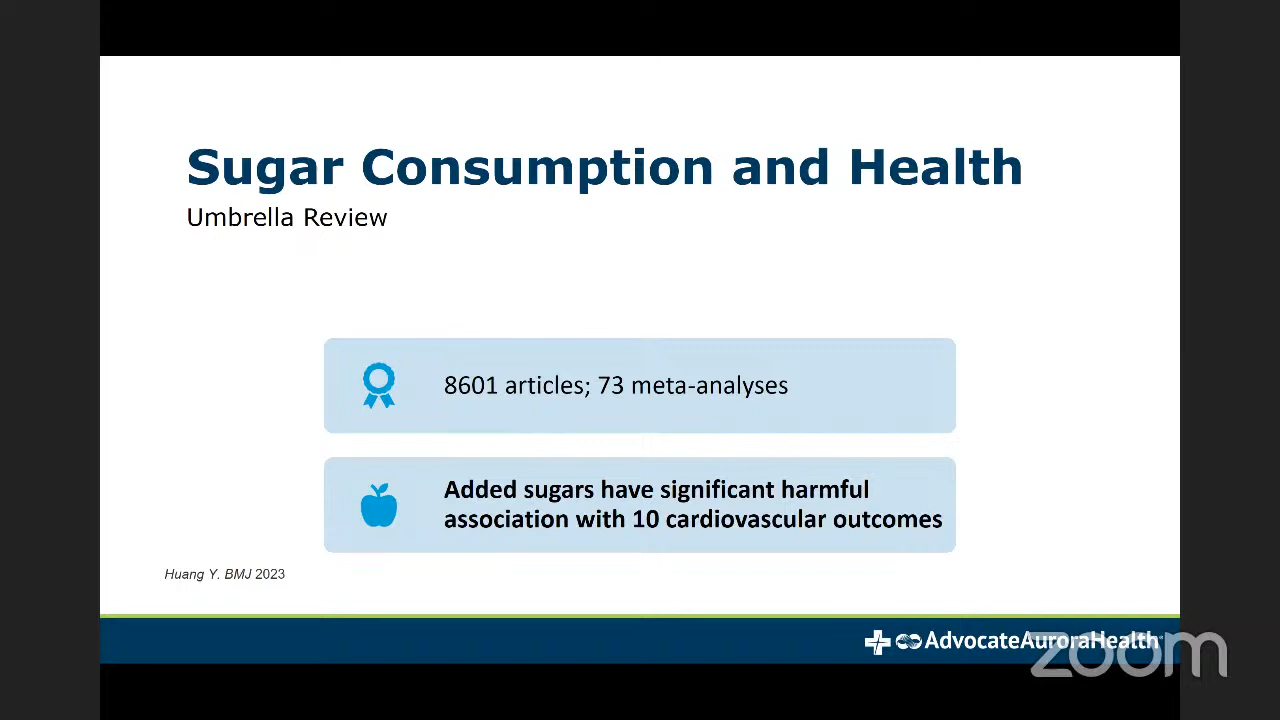 Sugar Consumption and Health
Umbrella Review
8601 articles; 73 meta-analyses
Added sugars have significant harmful
association with 10 cardiovascular outcomes
Huang Y. BMJ 2023
AdvocateAuroraHealth
zoom